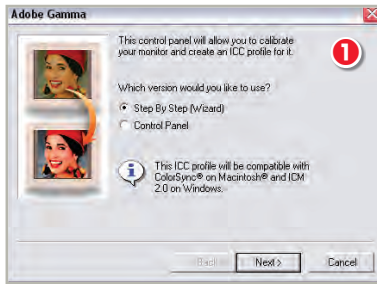 Adobe Gamma
This control panel will allow you to calibrate
your monitor and create an ICC profile for it.
1
Which version would you like to use?
Step By Step (Wizard)
Control Panel
This ICC profile will be compatible with
ColorSync® on Macintosh® and ICM
2.0 on Windows.
Back Next > Cancel